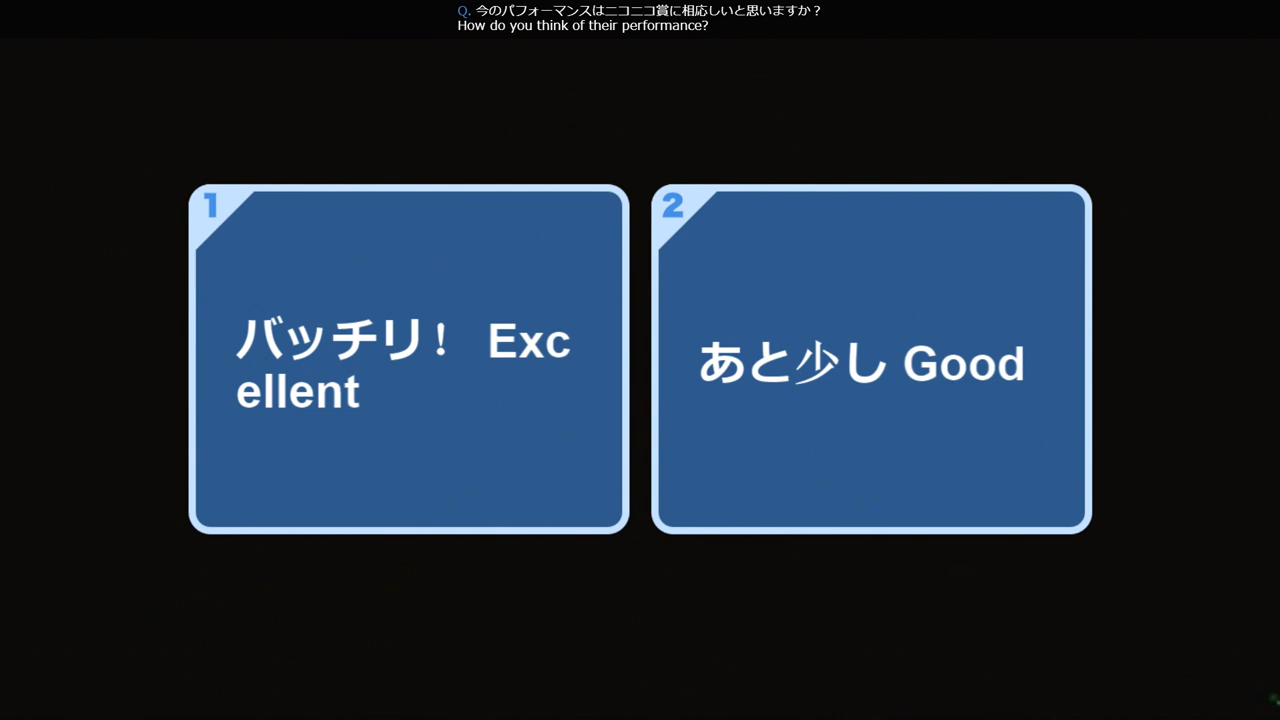 Q. 今のパフォーマンスはニコニコ賞に相応しいと思いますか？
How do you think of their performance?
1
バッチリ！ Exc
ellent
2
あと少し Good